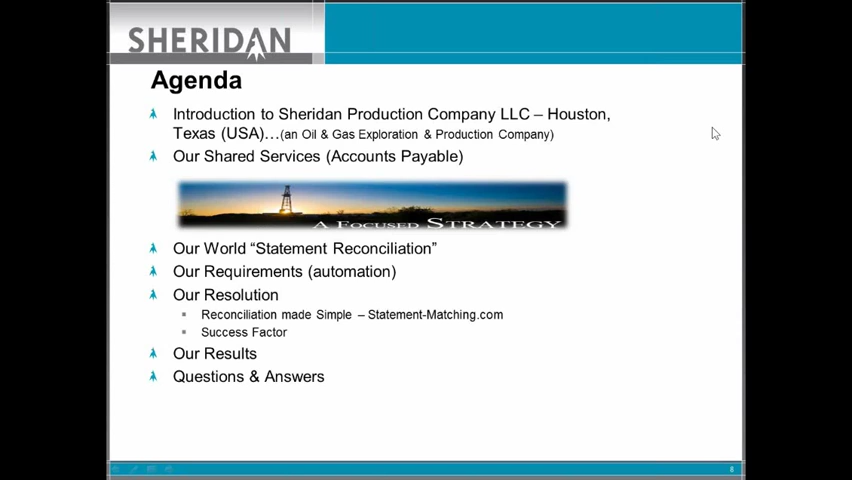 SHERIDAN
Agenda
Introduction to Sheridan Production Company LLC – Houston,
Texas (USA)…(an Oil & Gas Exploration & Production Company)
Our Shared Services (Accounts Payable)
A Focused Strategy
Our World “Statement Reconciliation”
Our Requirements (automation)
Our Resolution
Reconciliation made Simple – Statement-Matching.com
Success Factor
Our Results
Questions & Answers
8